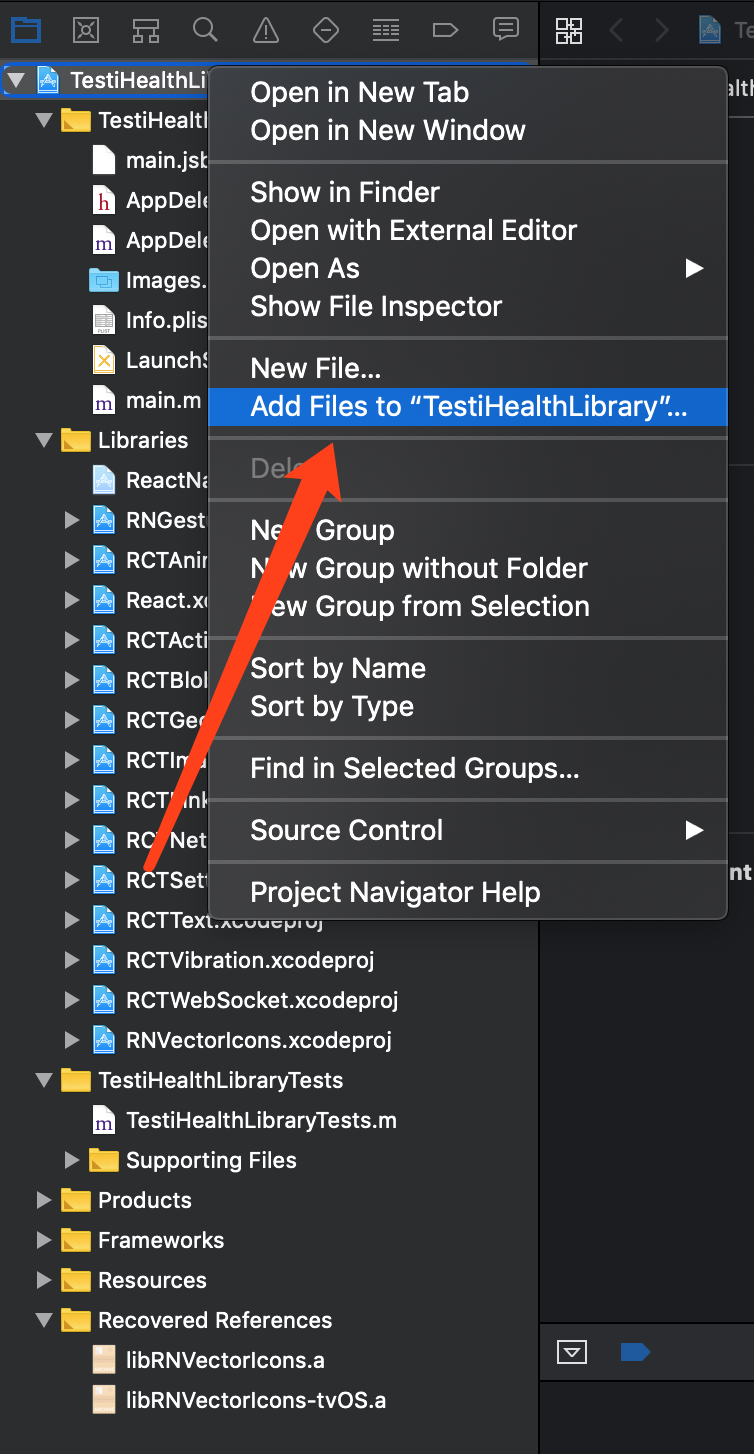 TestiHealthLi
TestiHealth
main.jsb
AppDele
AppDele
Images.
Info.plis
LaunchS
main.m
Libraries
ReactNa
RNGest
RCTAni
React.xc
RCTActi
RCTBlo
RCTGeo
RCTIma
RCTLink
RCTNet
RCTSett
RCTText.xcodeproj
RCTVibration.xcodeproj
RCTWebSocket.xcodeproj
RNVectorIcons.xcodeproj
TestiHealthLibraryTests
TestiHealthLibraryTests.m
Supporting Files
Products
Frameworks
Resources
Recovered References
libRNVectorIcons.a
libRNVectorIcons-tvOS.a
Open in New Tab
Open in New Window
Show in Finder
Open with External Editor
Open As
Show File Inspector
New File...
Add Files to “TestiHealthLibrary”...
Dele
New Group
New Group without Folder
New Group from Selection
Sort by Name
Sort by Type
Find in Selected Groups...
Source Control
Project Navigator Help
Te
alth
nt